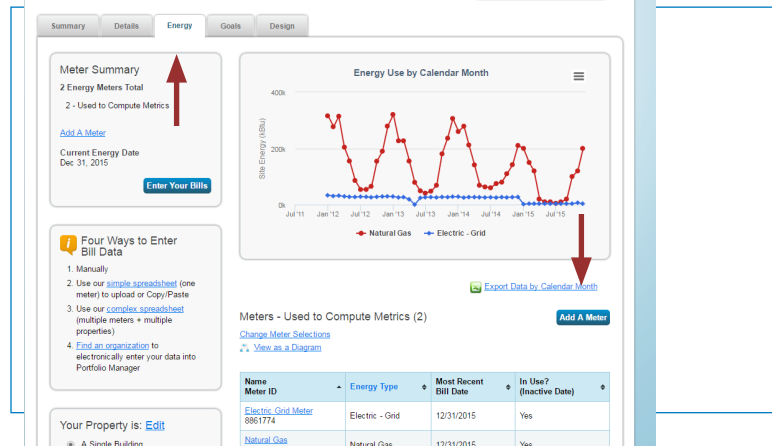 Summary
Details
Energy
Goals
Design
Meter Summary
2 Energy Meters Total
2 - Used to Compute Metrics
Add A Meter
Current Energy Date
Dec 31, 2015
Enter Your Bills
Four Ways to Enter
Bill Data
1. Manually
2. Use our simple spreadsheet (one
meter) to upload or Copy/Paste
3. Use our complex spreadsheet
(multiple meters + multiple
properties)
4. Find an organization to
electronically enter your data into
Portfolio Manager
Your Property is: Edit
A Single Building
Energy Use by Calendar Month
Site Energy (kBtu)
400k
200k
0k
Jul'11 Jan '12 Jul'12 Jan '13 Jul'13 Jan '14 Jul'14 Jan '15 Jul'15
Natural Gas Electric - Grid
Export Data by Calendar Month
Meters - Used to Compute Metrics (2)
Add A Meter
Change Meter Selections
View as a Diagram
Name
Meter ID
Energy Type
Most Recent
Bill Date
In Use?
(Inactive Date)
Electric Grid Meter
8861774
Electric - Grid
12/31/2015
Yes
Natural Gas
Natural Gas
12/31/2015
Yes